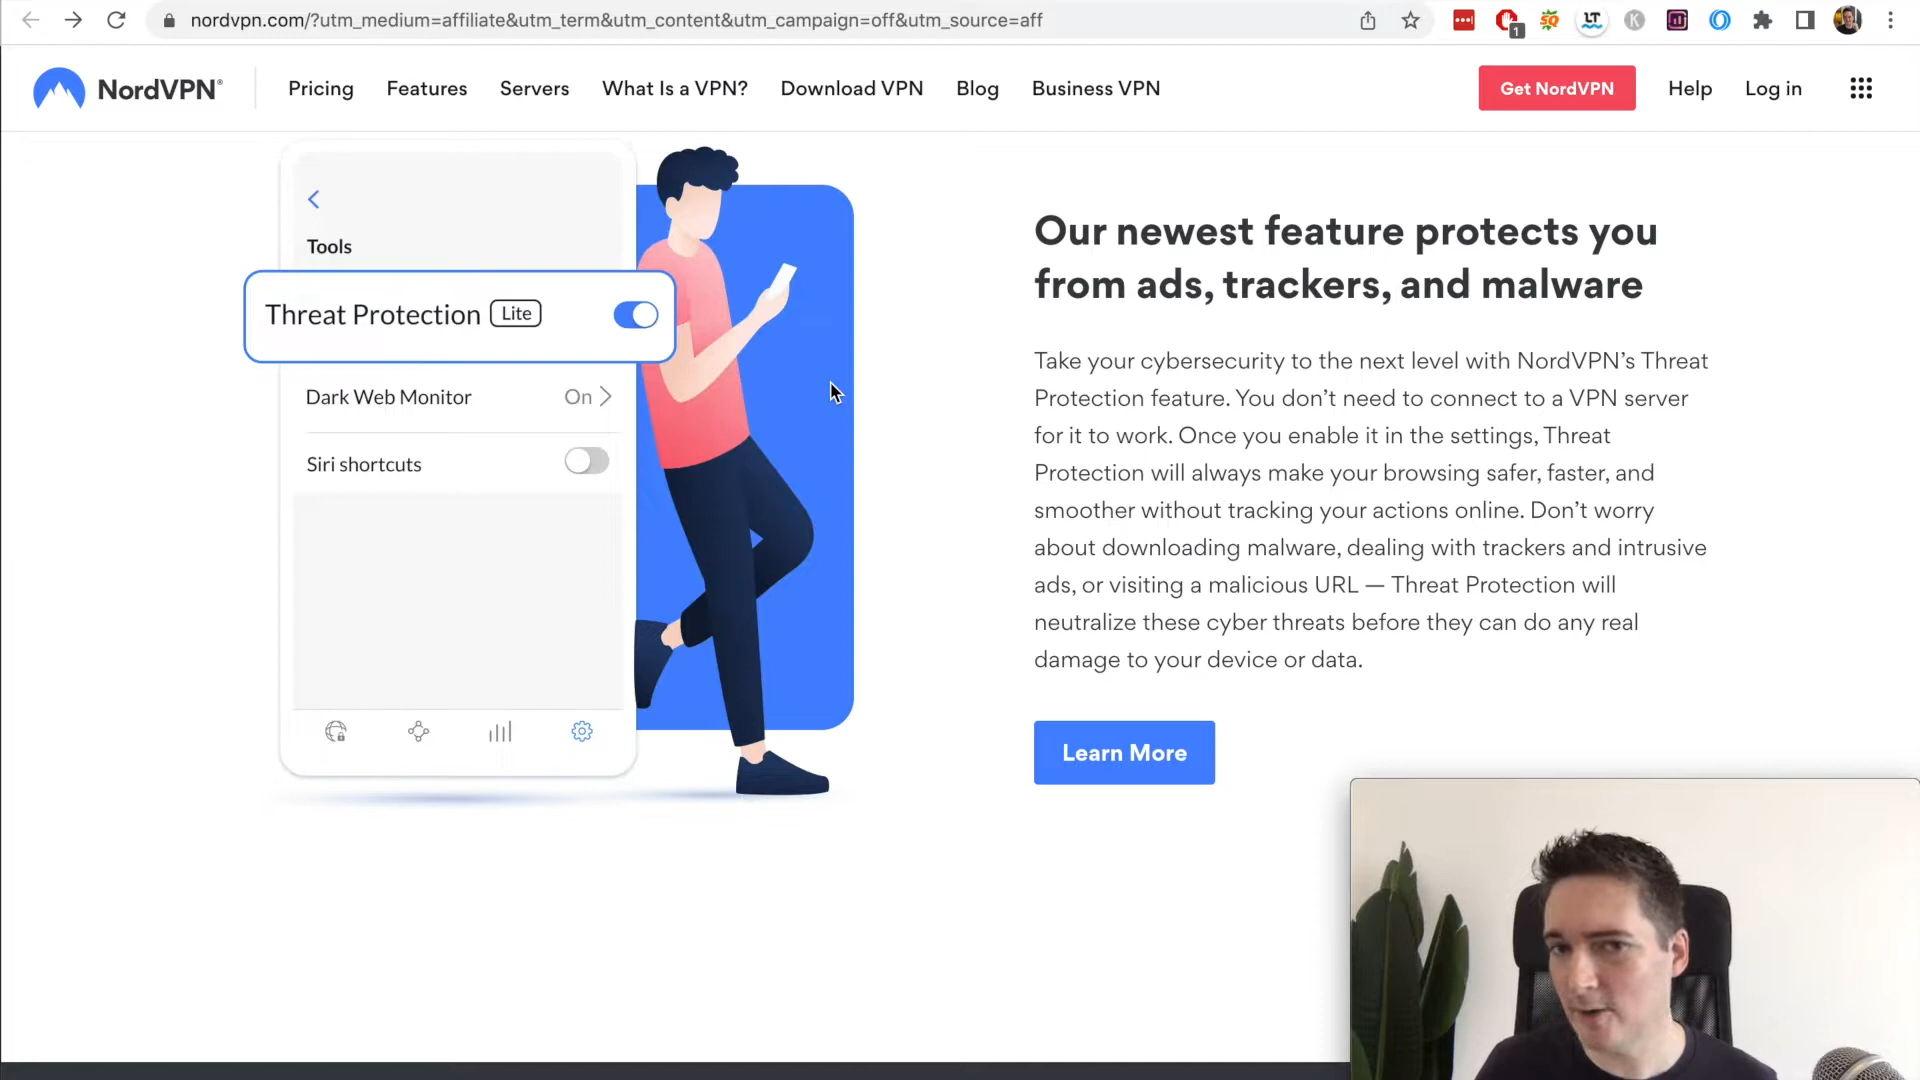 nordvpn.com/?utm_medium=affiliate&utm_term&utm_content&utm_campaign=off&utm_source=aff
1
SQ
LT
K
NordVPN®
Pricing
Features
Servers
What Is a VPN?
Download VPN
Blog
Business VPN
Get NordVPN
Help
Log in
Tools
Threat Protection Lite
Dark Web Monitor On
Siri shortcuts
Our newest feature protects you
from ads, trackers, and malware
Take your cybersecurity to the next level with NordVPN’s Threat
Protection feature. You don’t need to connect to a VPN server
for it to work. Once you enable it in the settings, Threat
Protection will always make your browsing safer, faster, and
smoother without tracking your actions online. Don’t worry
about downloading malware, dealing with trackers and intrusive
ads, or visiting a malicious URL — Threat Protection will
neutralize these cyber threats before they can do any real
damage to your device or data.
Learn More